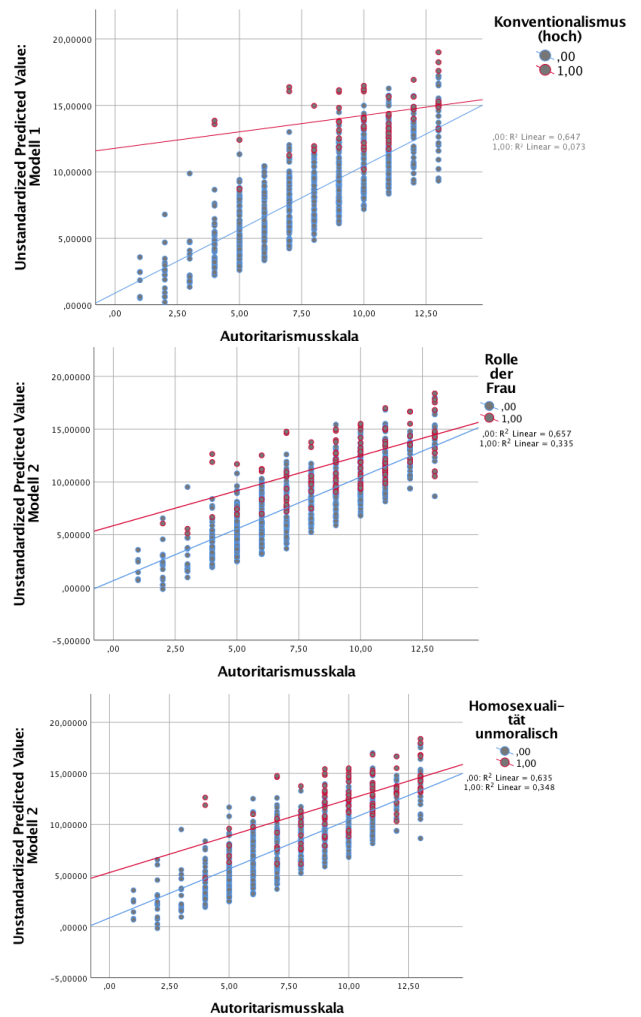 Konventionalismus
(hoch)
,00
1,00
,00: R² Linear = 0,647
1,00: R² Linear = 0,073
Unstandardized Predicted Value:
Modell 1
20,00000
15,00000
10,00000
5,00000
,00000
,00 2,50 5,00 7,50 10,00 12,50
Autoritarismusskala
Rolle
der
Frau
,00
1,00
,00: R² Linear = 0,657
1,00: R² Linear = 0,335
Unstandardized Predicted Value:
Modell 2
20,00000
15,00000
10,00000
5,00000
,00000
-5,00000
,00 2,50 5,00 7,50 10,00 12,50
Autoritarismusskala
Homosexuali-
tät
unmoralisch
,00
1,00
,00: R² Linear = 0,635
1,00: R² Linear = 0,348
Unstandardized Predicted Value:
Modell 2
20,00000
15,00000
10,00000
5,00000
,00000
-5,00000
,00 2,50 5,00 7,50 10,00 12,50
Autoritarismusskala